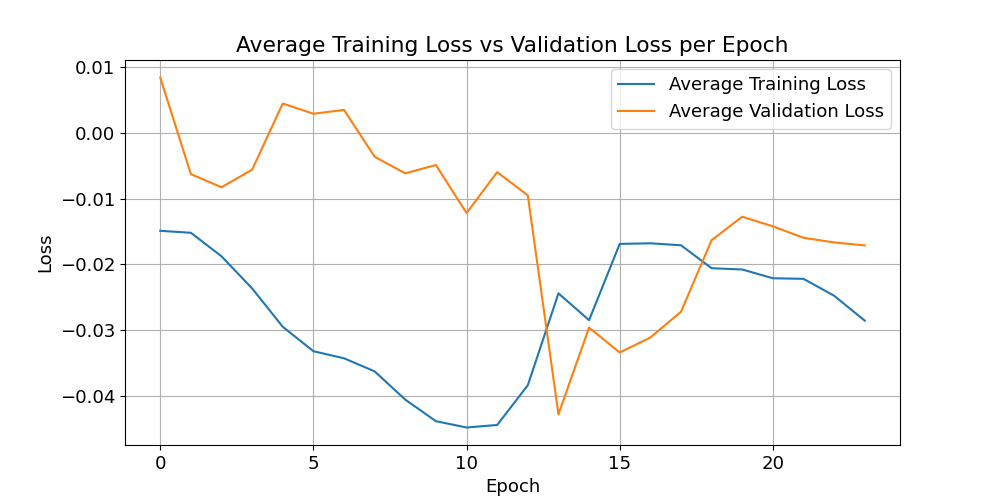 Average Training Loss vs Validation Loss per Epoch
Average Training Loss
Average Validation Loss
Loss
0.01
0.00
−0.01
−0.02
−0.03
−0.04
0 5 10 15 20
Epoch